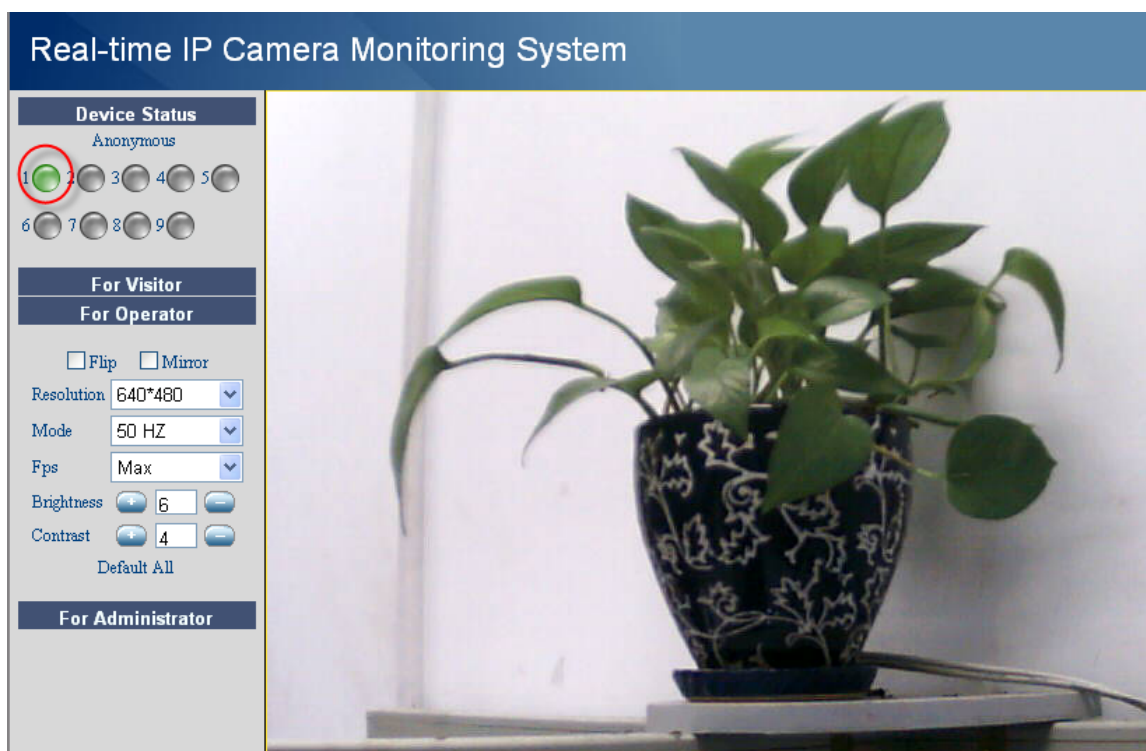 Real-time IP Camera Monitoring System
Device Status
Anonymous
1 2 3 4 5
6 7 8 9
For Visitor
For Operator
Flip Mirror
Resolution 640*480
Mode 50 HZ
Fps Max
Brightness + 6 -
Contrast + 4 -
Default All
For Administrator